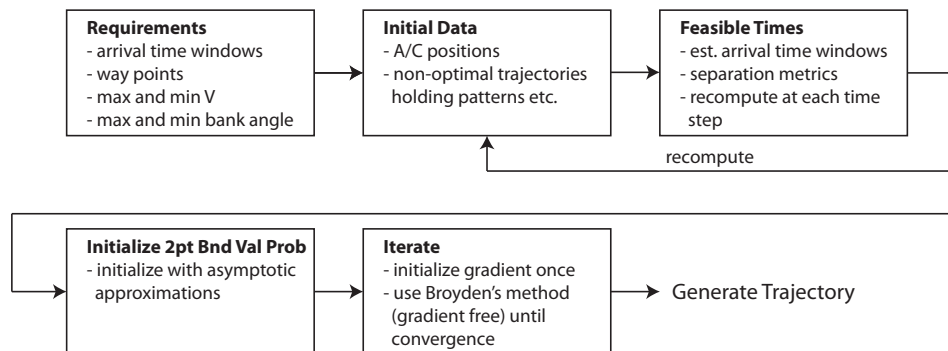 Requirements
- arrival time windows
- way points
- max and min V
- max and min bank angle
Initial Data
- A/C positions
- non-optimal trajectories
holding patterns etc.
Feasible Times
- est. arrival time windows
- separation metrics
- recompute at each time
step
recompute
Initialize 2pt Bnd Val Prob
- initialize with asymptotic
approximations
Iterate
- initialize gradient once
- use Broyden's method
(gradient free) until
convergence
Generate Trajectory